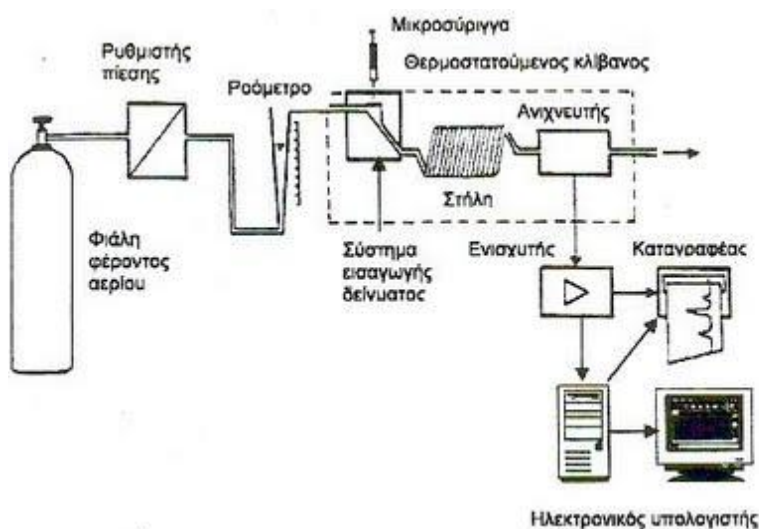 Μικροσύριγγα
Ρυθμιστής
πίεσης
Θερμοστατούμενος κλίβανος
Ροόμετρο
Ανιχνευτής
Στήλη
Φιάλη
φέροντος
αερίου
Σύστημα
εισαγωγής
δείγματος
Ενισχυτής
Καταγραφέας
Ηλεκτρονικός υπολογιστής